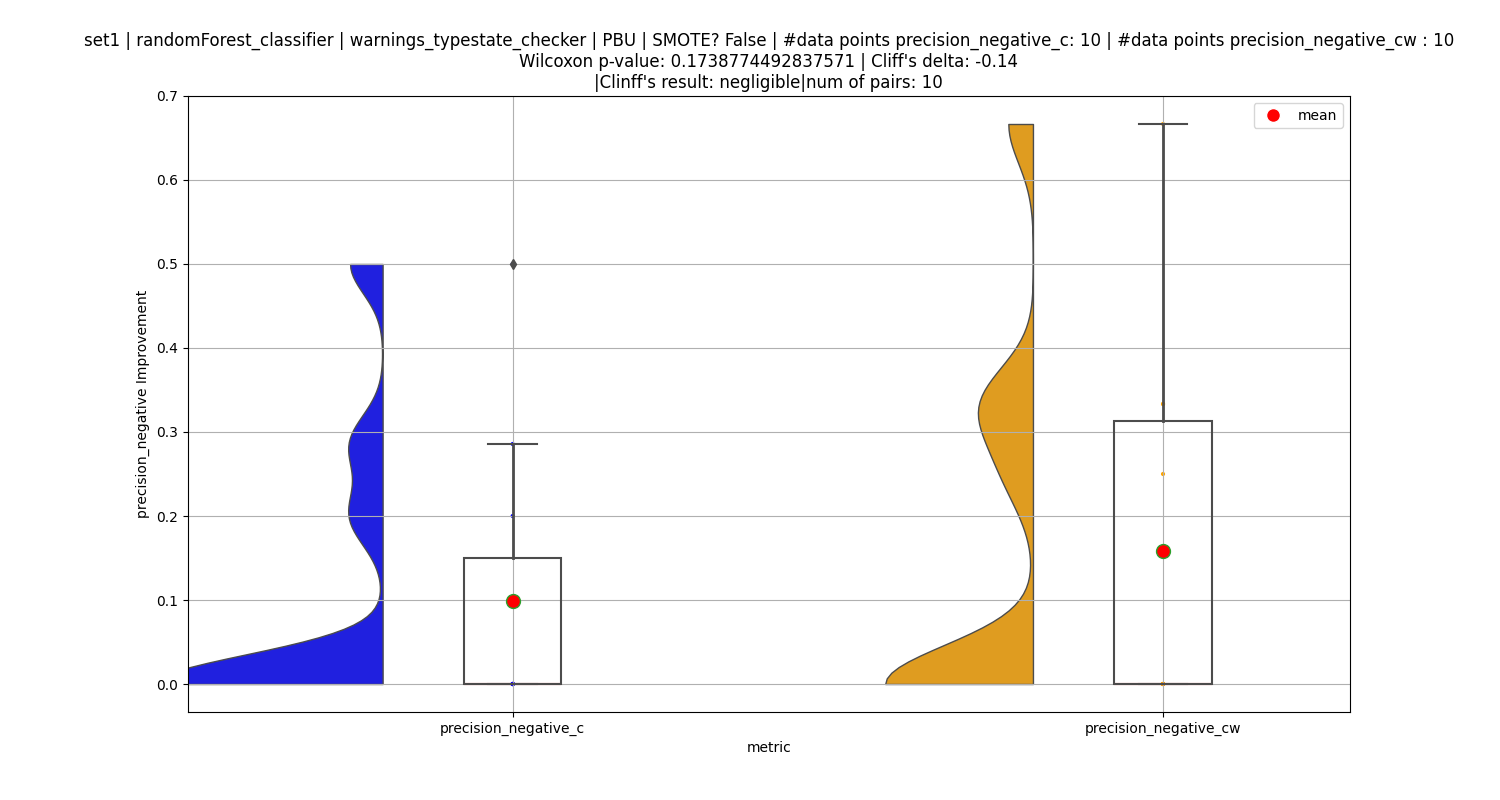 set1 | randomForest_classifier | warnings_typestate_checker | PBU | SMOTE? False | #data points precision_negative_c: 10 | #data points precision_negative_cw : 10
Wilcoxon p-value: 0.1738774492837571 | Cliff's delta: -0.14
|Clinff's result: negligible|num of pairs: 10
mean
0.7
0.6
0.5
0.4
0.3
0.2
0.1
0.0
precision_negative Improvement
precision_negative_c
precision_negative_cw
metric